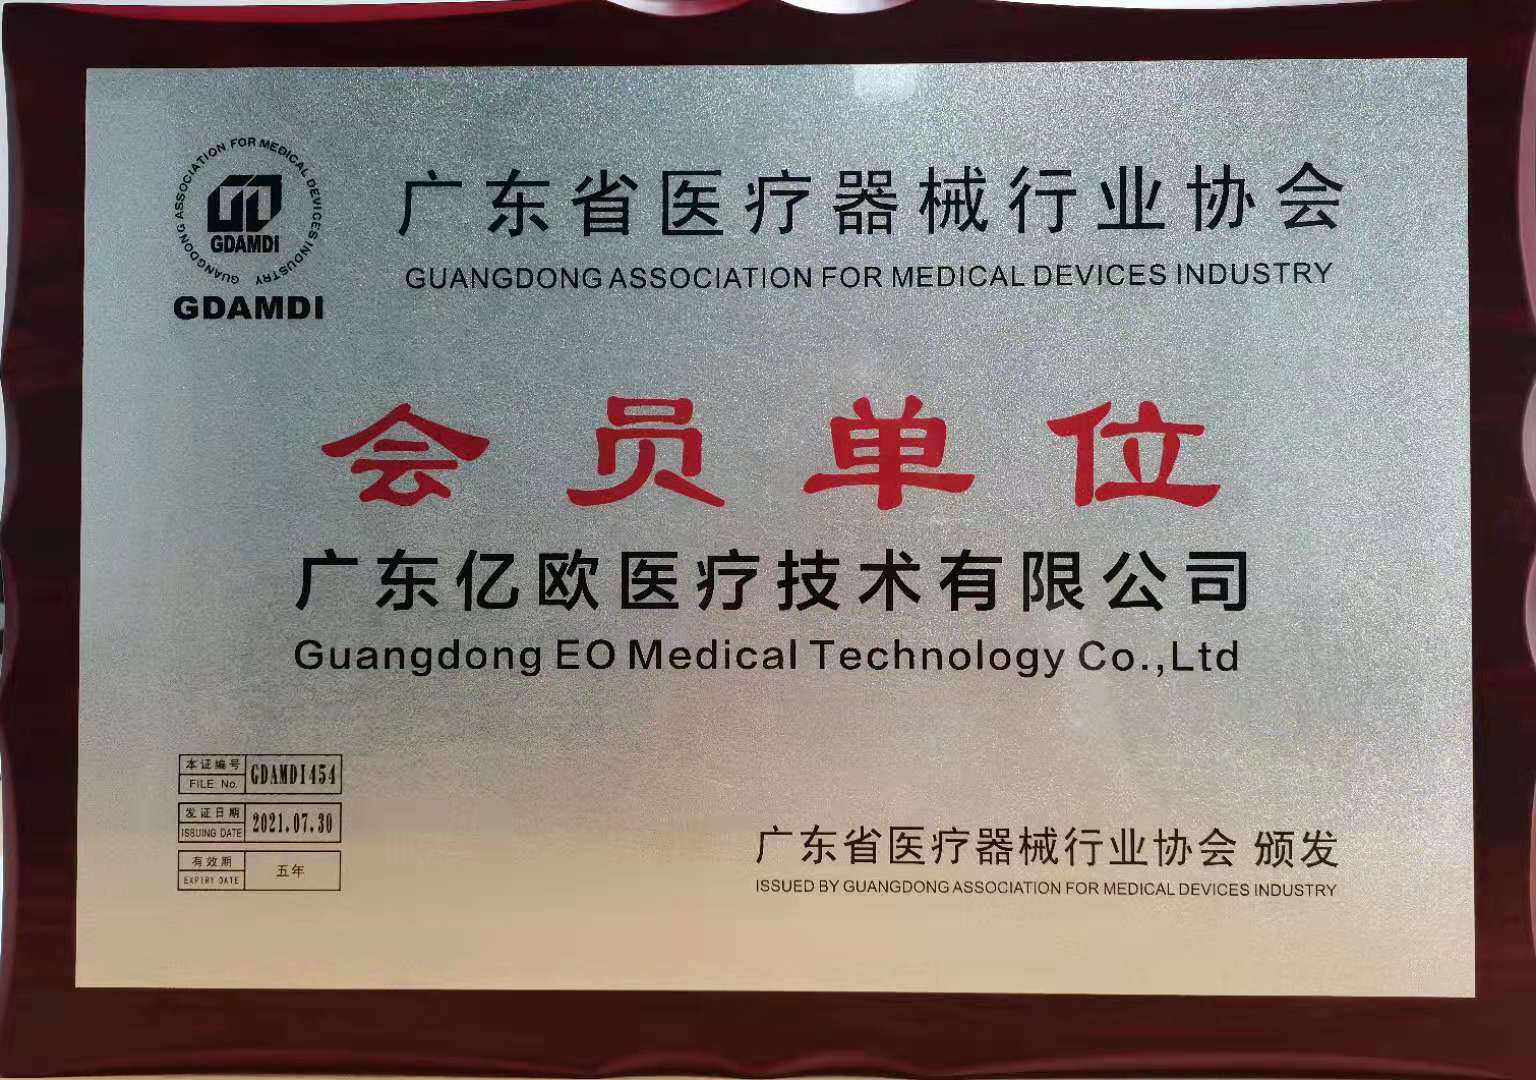 GUANGDONG ASSOCIATION FOR MEDICAL DEVICES INDUSTRY
GDAMDI
GDAMDI
广东省医疗器械行业协会
GUANGDONG ASSOCIATION FOR MEDICAL DEVICES INDUSTRY
会员单位
广东亿欧医疗技术有限公司
Guangdong EO Medical Technology Co.,Ltd
本证编号
FILE No.
GDAMDI454
发证日期
ISSUING DATE
2021.07.30
有效期
EXPIRY DATE
五年
广东省医疗器械行业协会 颁发
ISSUED BY GUANGDONG ASSOCIATION FOR MEDICAL DEVICES INDUSTRY